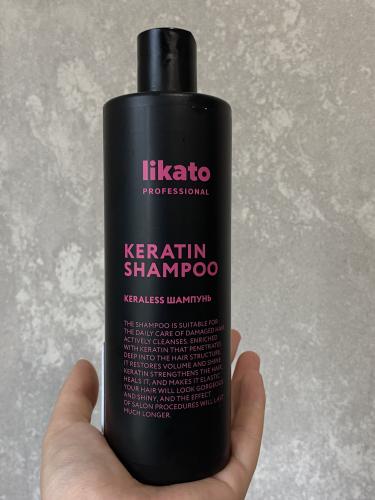 likato
PROFESSIONAL
KERATIN
SHAMPOO
KERALESS ШАМПУНЬ
THE SHAMPOO IS SUITABLE FOR
THE DAILY CARE OF DAMAGED HAIR,
ACTIVELY CLEANSES. ENRICHED
WITH KERATIN THAT PENETRATES
DEEP INTO THE HAIR STRUCTURE,
IT RESTORES VOLUME AND SHINE.
KERATIN STRENGTHENS THE HAIR,
HEALS IT, AND MAKES IT ELASTIC.
YOUR HAIR WILL LOOK GORGEOUS
AND SHINY, AND THE EFFECT
OF SALON PROCEDURES WILL LAST
MUCH LONGER.